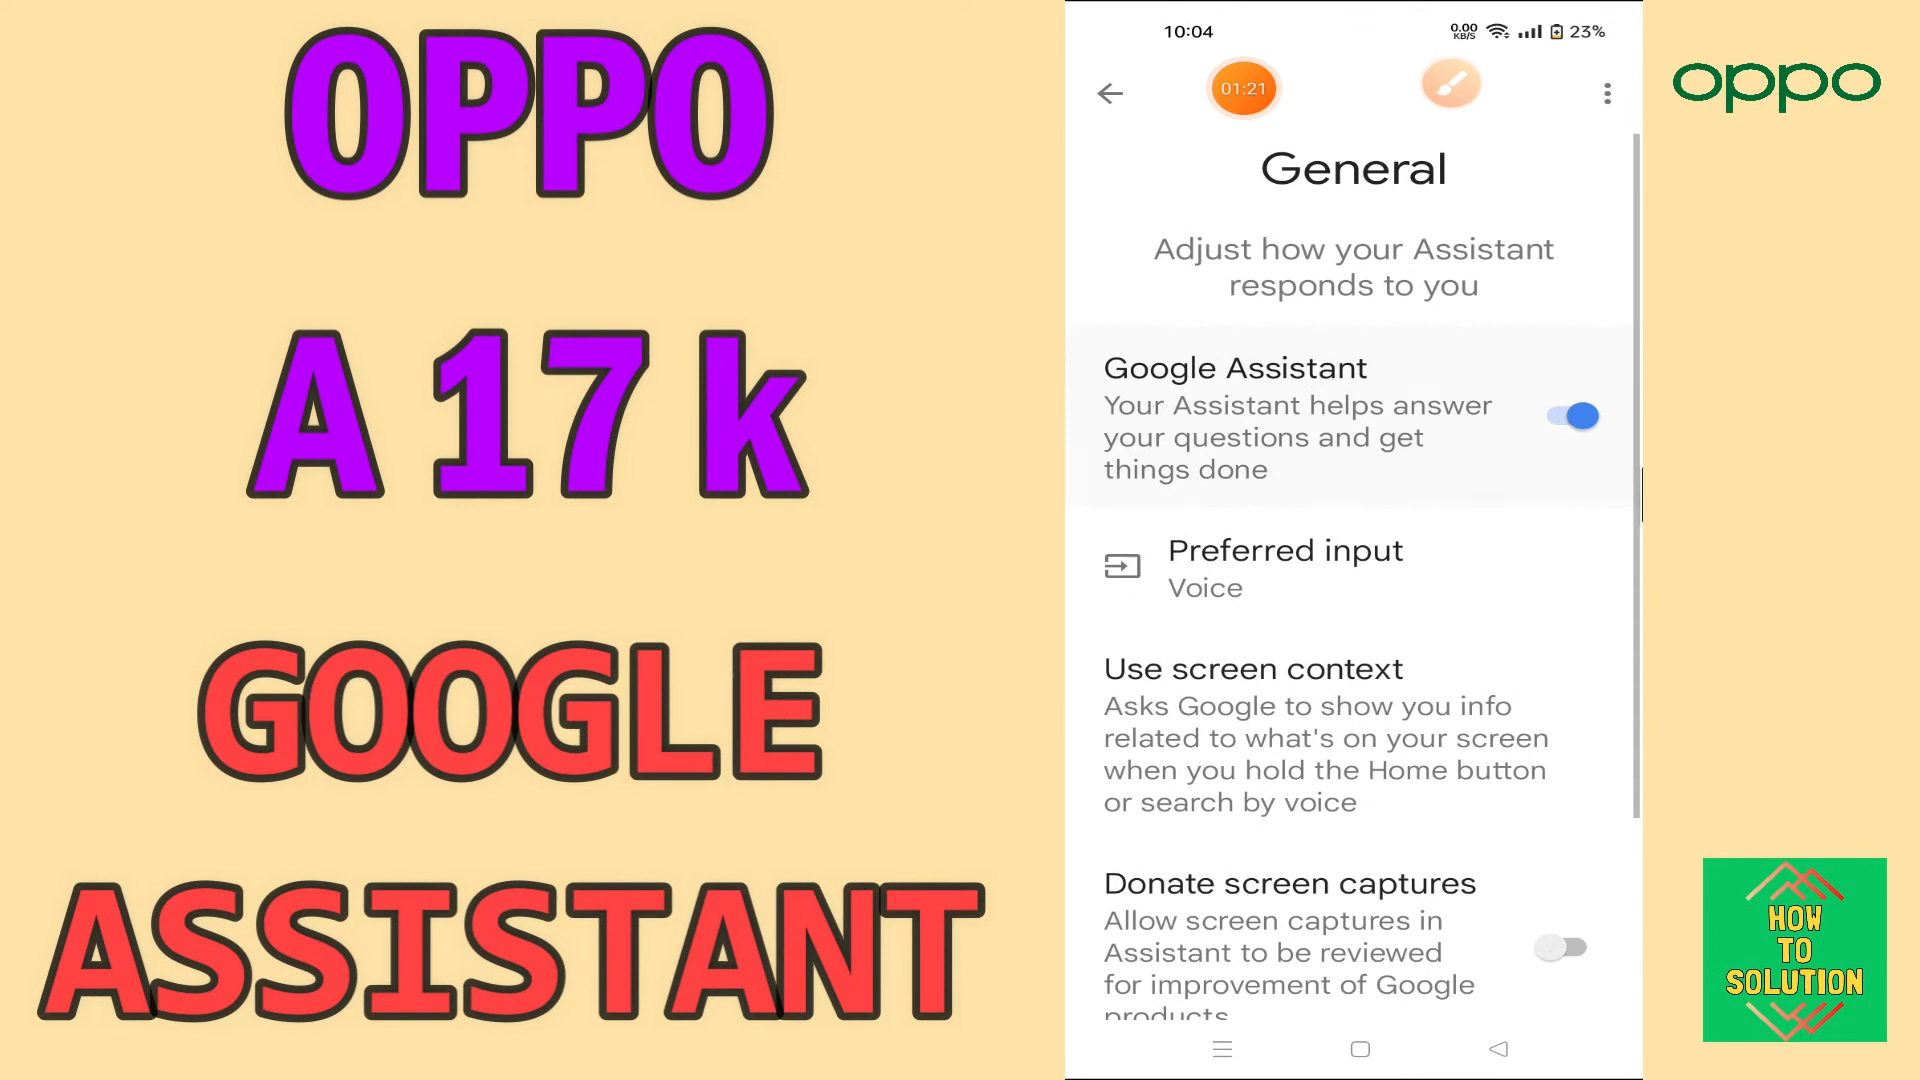 OPPO
A 17 k
GOOGLE
ASSISTANT
10:04
0.00
KB/S
23%
01:21
General
Adjust how your Assistant
responds to you
Google Assistant
Your Assistant helps answer
your questions and get
things done
Preferred input
Voice
Use screen context
Asks Google to show you info
related to what's on your screen
when you hold the Home button
or search by voice
Donate screen captures
Allow screen captures in
Assistant to be reviewed
for improvement of Google
products
oppo
HOW
TO
SOLUTION